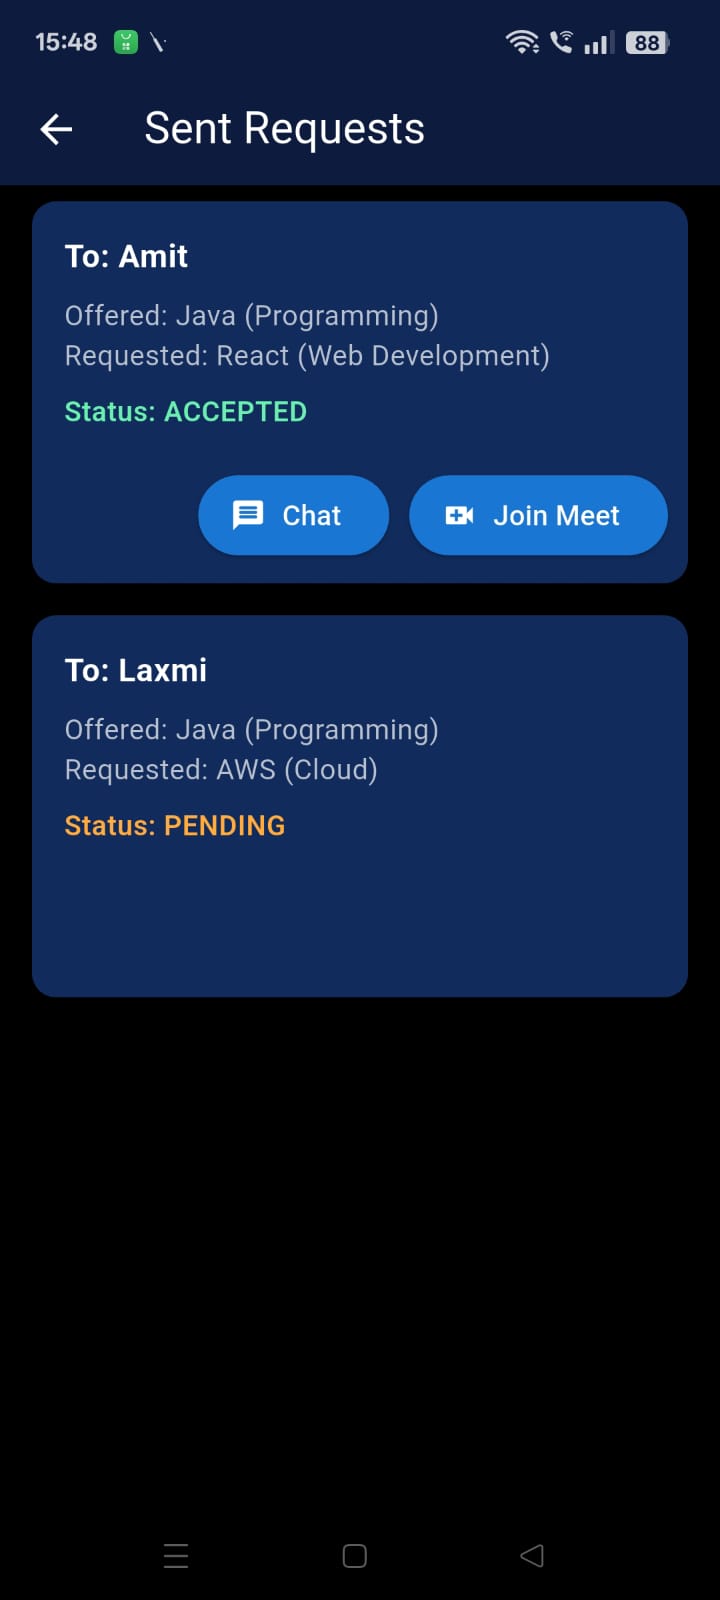 15:48
88
Sent Requests
To: Amit
Offered: Java (Programming)
Requested: React (Web Development)
Status: ACCEPTED
Chat
Join Meet
To: Laxmi
Offered: Java (Programming)
Requested: AWS (Cloud)
Status: PENDING